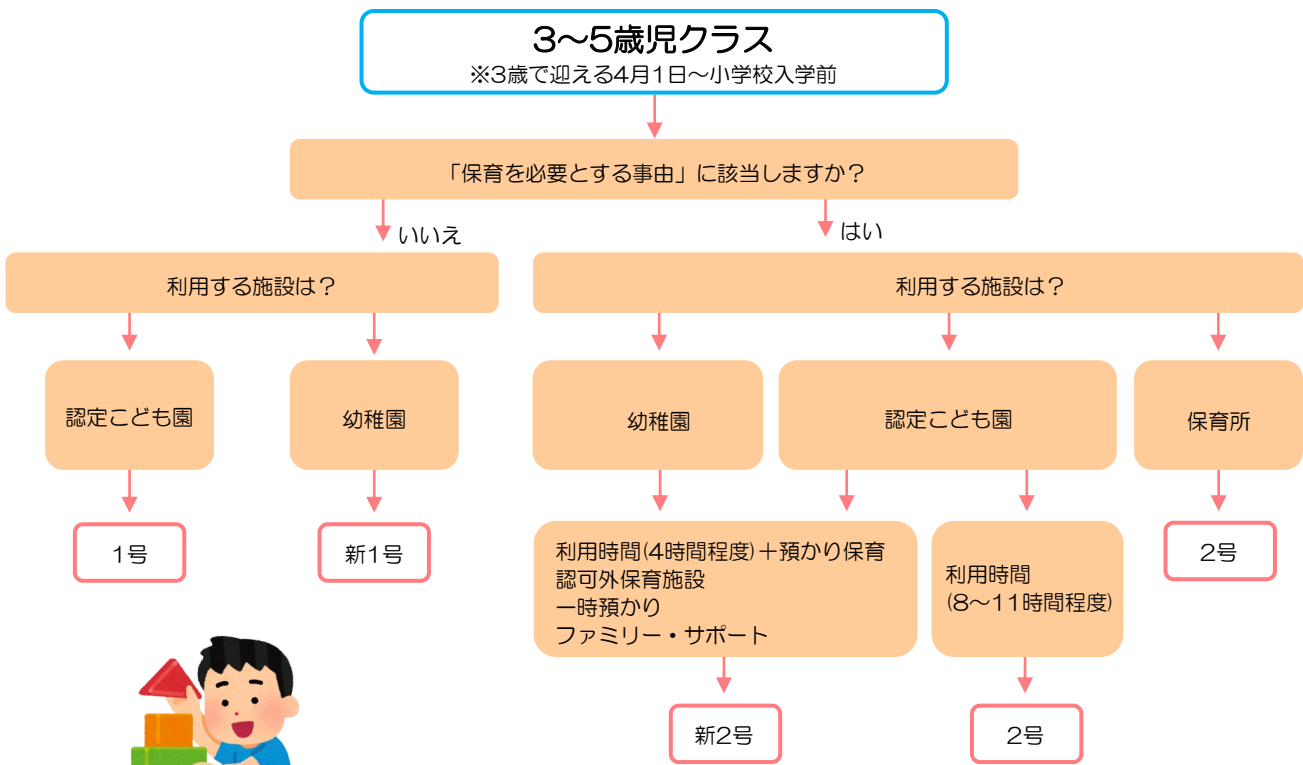 3～5歳児クラス
※3歳で迎える4月1日～小学校入学前
「保育を必要とする事由」に該当しますか？
いいえ
はい
利用する施設は？
利用する施設は？
認定こども園
幼稚園
幼稚園
認定こども園
保育所
1号
新1号
利用時間(4時間程度)＋預かり保育
認可外保育施設
一時預かり
ファミリー・サポート
利用時間
(8～11時間程度)
2号
新2号
2号